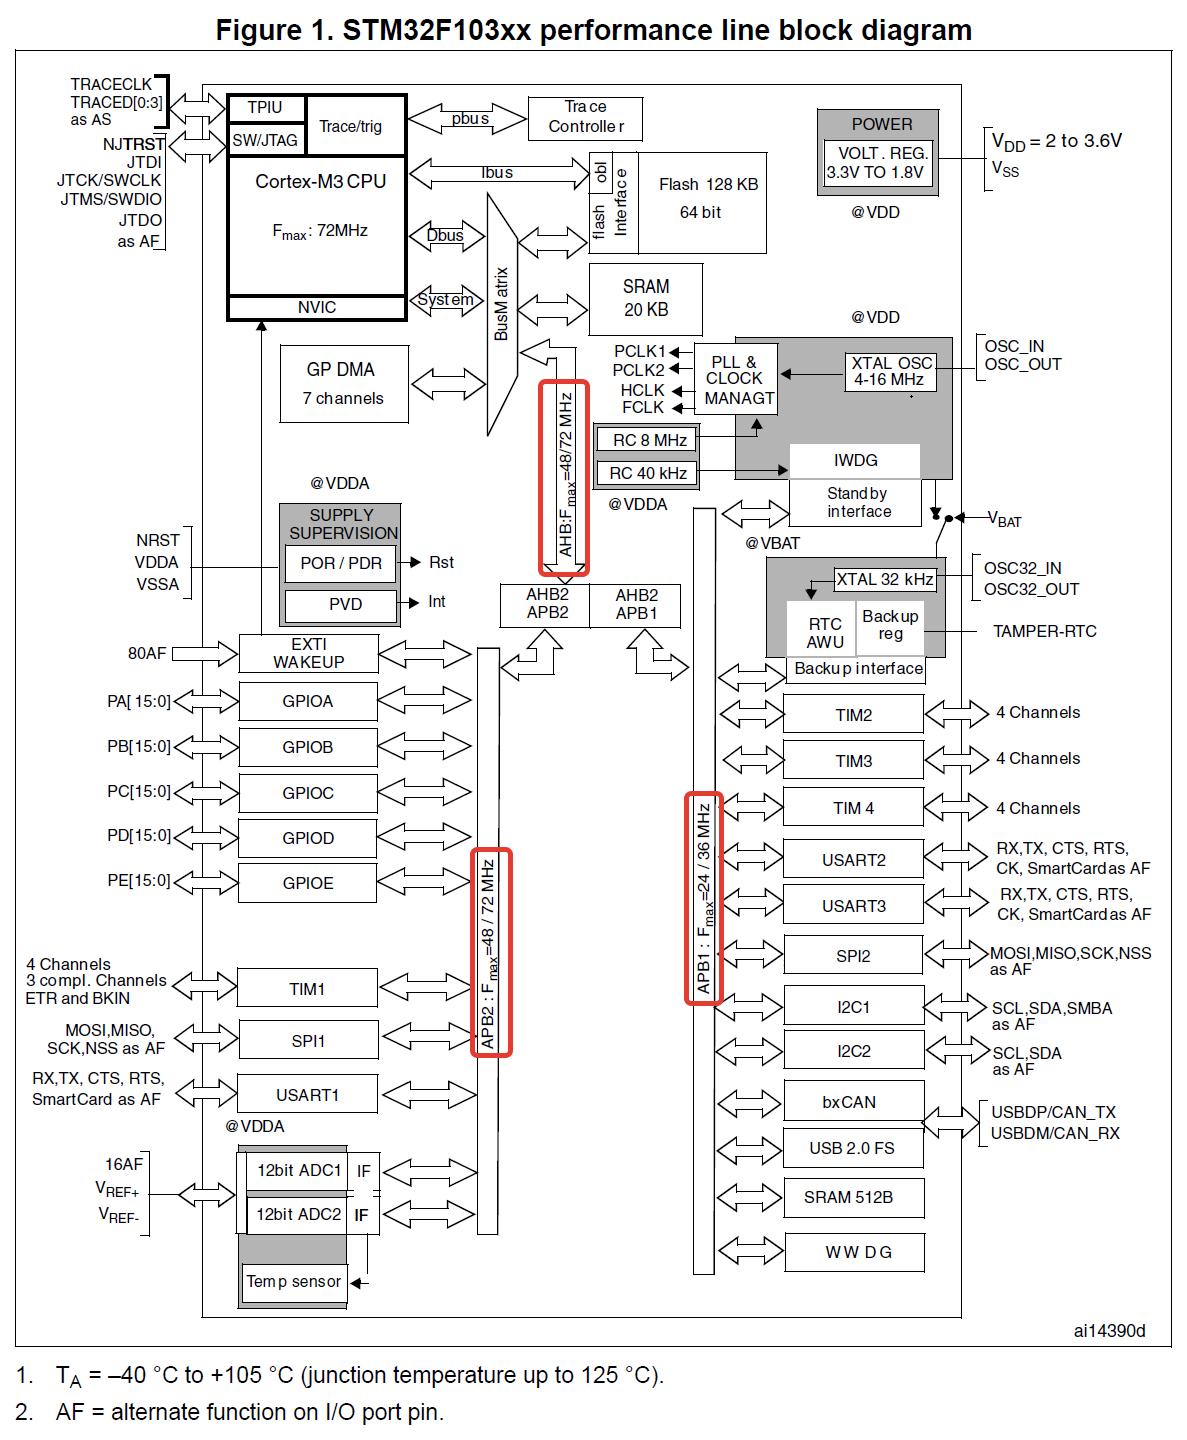 Figure 1. STM32F103xx performance line block diagram
TRACECLK
TRACED[0:3]
as AS
NJTRST
JTDI
JTCK/SWCLK
JTMS/SWDIO
JTDO
as AF
TPIU
SW/JTAG
Trace/trig
Cortex-M3 CPU
Fmax: 72MHz
NVIC
pbus
Trace
Controller
Ibus
Dbus
System
BusMatrix
flash
obl
Interface
Flash 128 KB
64 bit
SRAM
20 KB
GP DMA
7 channels
POWER
VOLT. REG.
3.3V TO 1.8V
@VDD
VDD = 2 to 3.6V
VSS
@VDD
PCLK1
PCLK2
HCLK
FCLK
PLL &
CLOCK
MANAGT
XTAL OSC
4-16 MHz
OSC_IN
OSC_OUT
RC 8 MHz
RC 40 kHz
@VDDA
IWDG
Standby
interface
@VBAT
VBAT
AHB:Fmax=48/72 MHz
@VDDA
SUPPLY
SUPERVISION
POR / PDR
PVD
Rst
Int
NRST
VDDA
VSSA
AHB2
APB2
AHB2
APB1
XTAL 32 kHz
OSC32_IN
OSC32_OUT
RTC
AWU
Backup
reg
TAMPER-RTC
Backup interface
80AF
EXTI
WAKEUP
PA[ 15:0]
GPIOA
PB[15:0]
GPIOB
PC[15:0]
GPIOC
PD[15:0]
GPIOD
PE[15:0]
GPIOE
APB2 : Fmax=48 / 72 MHz
4 Channels
3 compl. Channels
ETR and BKIN
TIM1
MOSI,MISO,
SCK,NSS as AF
SPI1
RX,TX, CTS, RTS,
SmartCard as AF
USART1
@VDDA
16AF
VREF+
VREF-
12bit ADC1
IF
12bit ADC2
IF
Temp sensor
APB1 : Fmax=24 / 36 MHz
TIM2
4 Channels
TIM3
4 Channels
TIM 4
4 Channels
USART2
RX,TX, CTS, RTS,
CK, SmartCard as AF
USART3
RX,TX, CTS, RTS,
CK, SmartCard as AF
SPI2
MOSI,MISO,SCK,NSS
as AF
I2C1
SCL,SDA,SMBA
as AF
I2C2
SCL,SDA
as AF
bxCAN
USBDP/CAN_TX
USBDM/CAN_RX
USB 2.0 FS
SRAM 512B
WWDG
ai14390d
1. TA = –40 °C to +105 °C (junction temperature up to 125 °C).
2. AF = alternate function on I/O port pin.